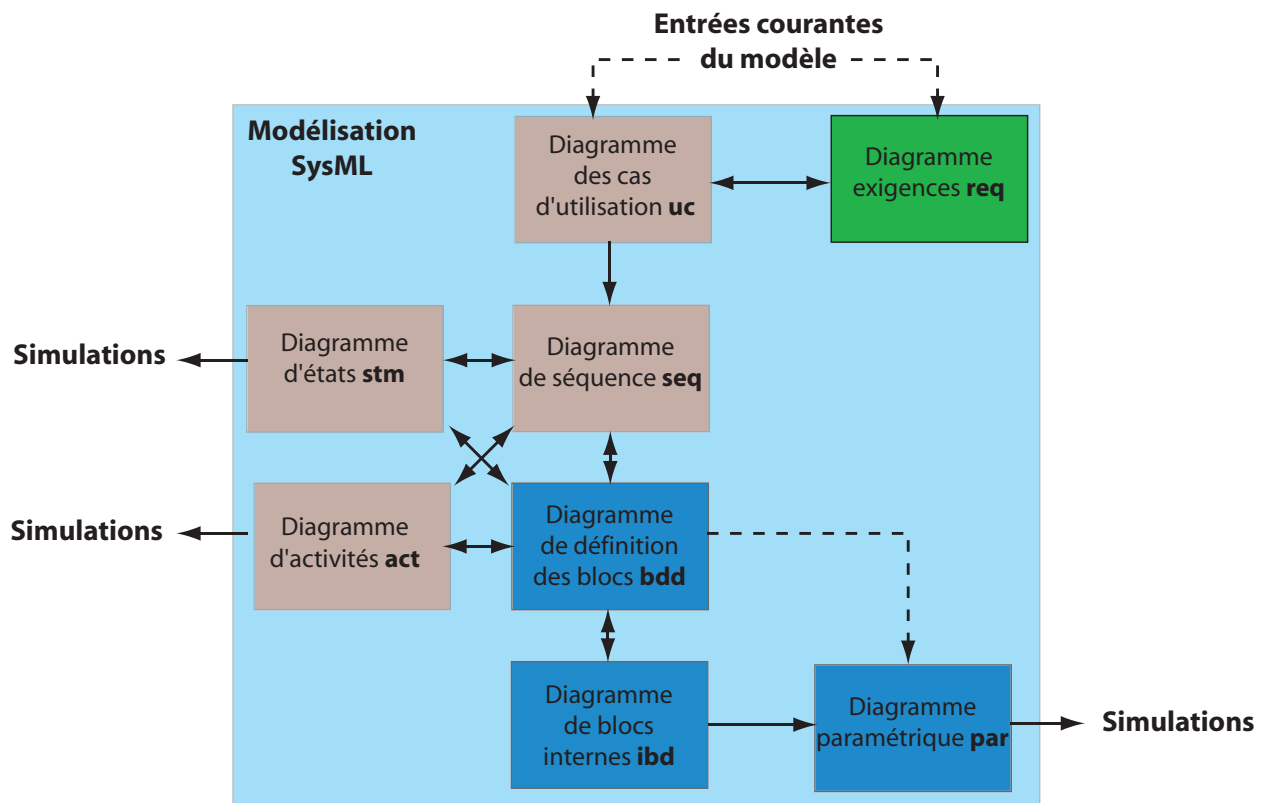 Entrées courantes
du modèle
Modélisation
SysML
Diagramme
des cas
d'utilisation uc
Diagramme
exigences req
Simulations
Diagramme
d'états stm
Diagramme
de séquence seq
Simulations
Diagramme
d'activités act
Diagramme
de définition
des blocs bdd
Diagramme
de blocs
internes ibd
Diagramme
paramétrique par
Simulations